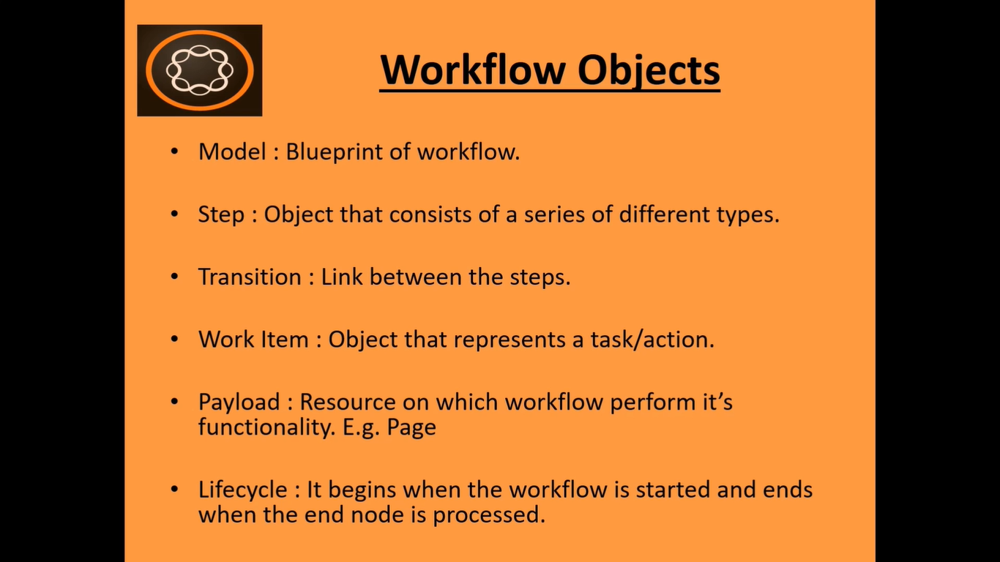 Workflow Objects
• Model : Blueprint of workflow.
• Step : Object that consists of a series of different types.
• Transition : Link between the steps.
• Work Item : Object that represents a task/action.
• Payload : Resource on which workflow perform it’s
functionality. E.g. Page
• Lifecycle : It begins when the workflow is started and ends
when the end node is processed.